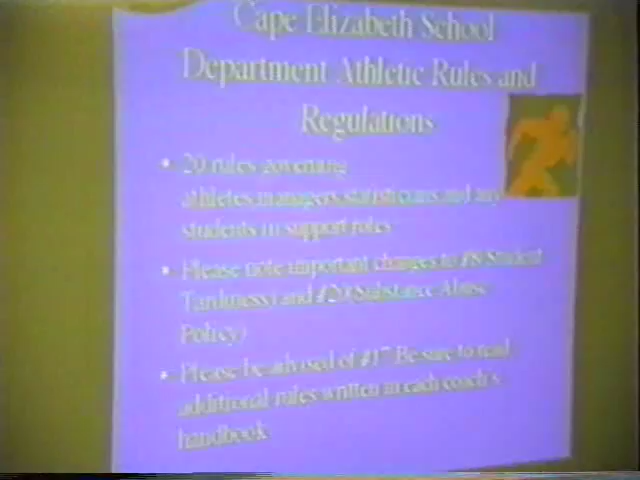 Cape Elizabeth School
Department Athletic Rules and
Regulations
• 20 rules governing
athletes,managers,statisticians and any
students in support roles
• Please note important changes to #8 Student
Tardiness) and #20(Substance Abuse
Policy)
• Please be advised of #17 Be sure to read
additional rules written in each coach's
handbook